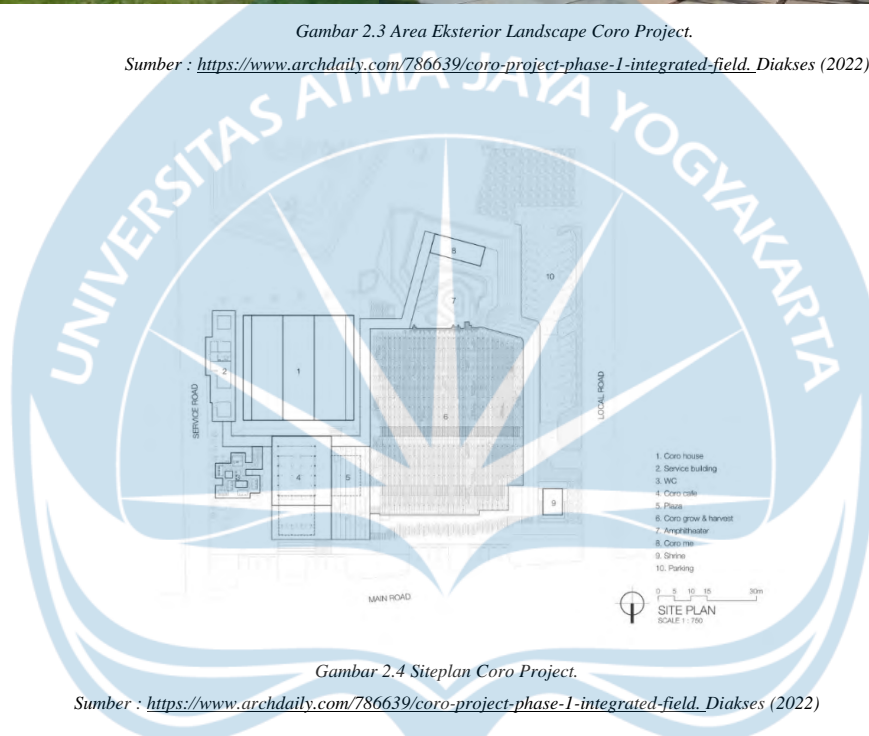 Gambar 2.3 Area Eksterior Landscape Coro Project.
Sumber : https://www.archdaily.com/786639/coro-project-phase-1-integrated-field. Diakses (2022)
UNIVERSITAS ATMA JAYA YOGYAKARTA
8
10
7
1
2
SERVICE ROAD
LOCAL ROAD
6
4
5
9
MAIN ROAD
1. Coro house
2. Service building
3. WC
4. Coro cafe
5. Plaza
6. Coro grow & harvest
7. Amphitheater
8. Coro me
9. Shrine
10. Parking
0 5 10 15 30m
SITE PLAN
SCALE 1 : 750
Gambar 2.4 Siteplan Coro Project.
Sumber : https://www.archdaily.com/786639/coro-project-phase-1-integrated-field. Diakses (2022)